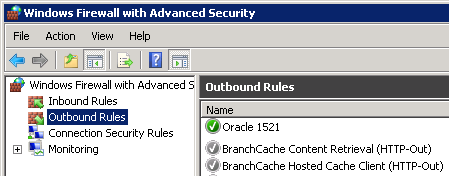 Windows Firewall with Advanced Security
File Action View Help
Windows Firewall with Advanced S
Inbound Rules
Outbound Rules
Connection Security Rules
Monitoring
Outbound Rules
Name
Oracle 1521
BranchCache Content Retrieval (HTTP-Out)
BranchCache Hosted Cache Client (HTTP-Out)